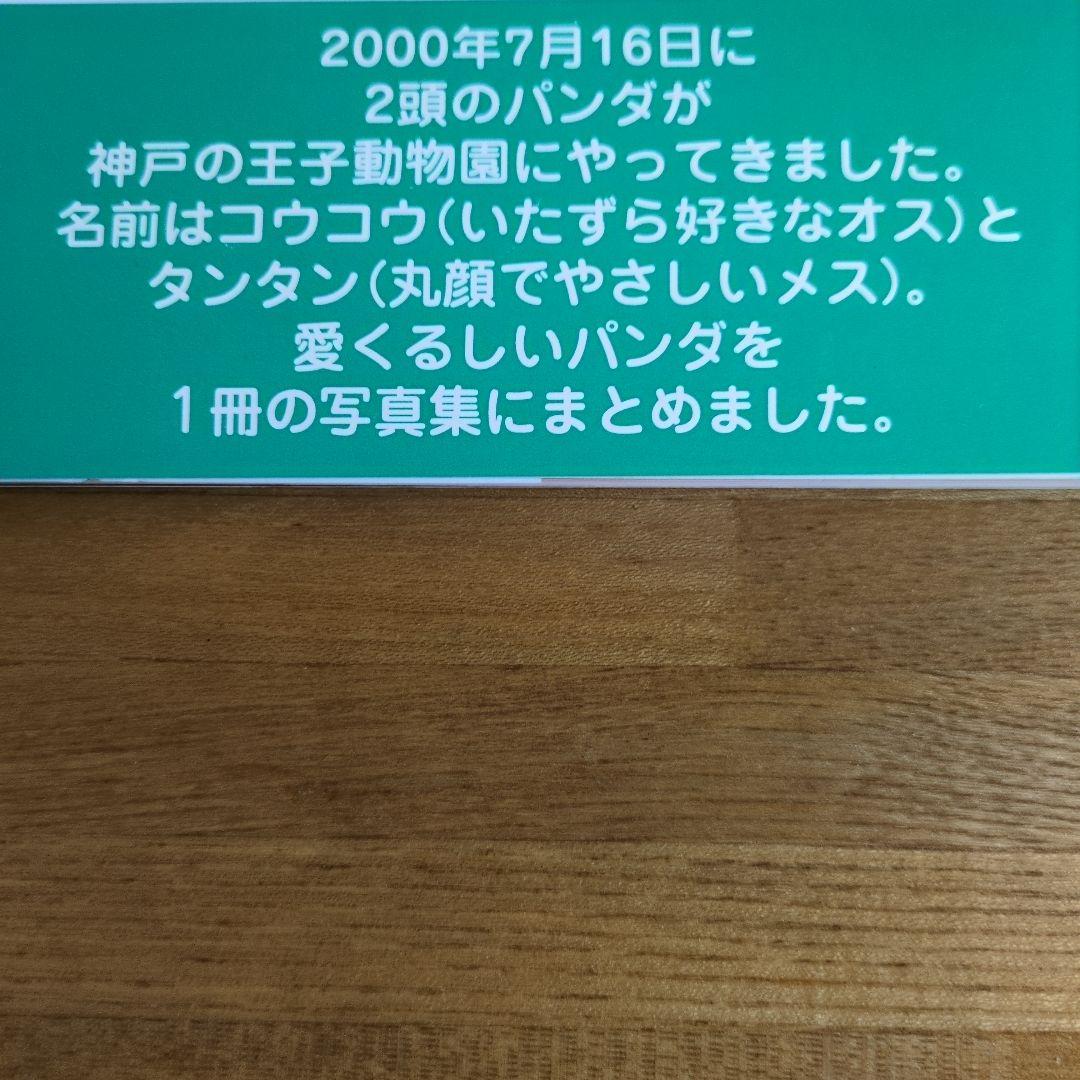 2000年7月16日に
2頭のパンダが
神戸の王子動物園にやってきました。
名前はコウコウ(いたずら好きなオス)と
タンタン(丸顔でやさしいメス)。
愛くるしいパンダを
1冊の写真集にまとめました。